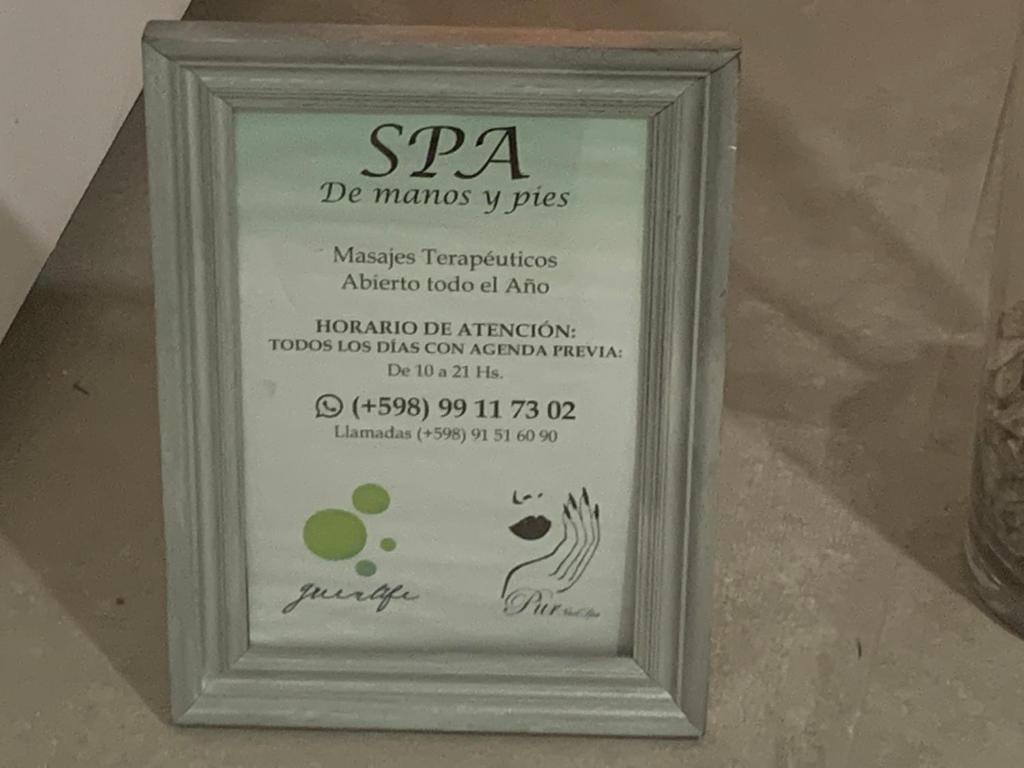 SPA
De manos y pies
Masajes Terapéuticos
Abierto todo el Año
HORARIO DE ATENCIÓN:
TODOS LOS DÍAS CON AGENDA PREVIA:
De 10 a 21 Hs.
(+598) 99 11 73 02
Llamadas (+598) 91 51 60 90
Pur